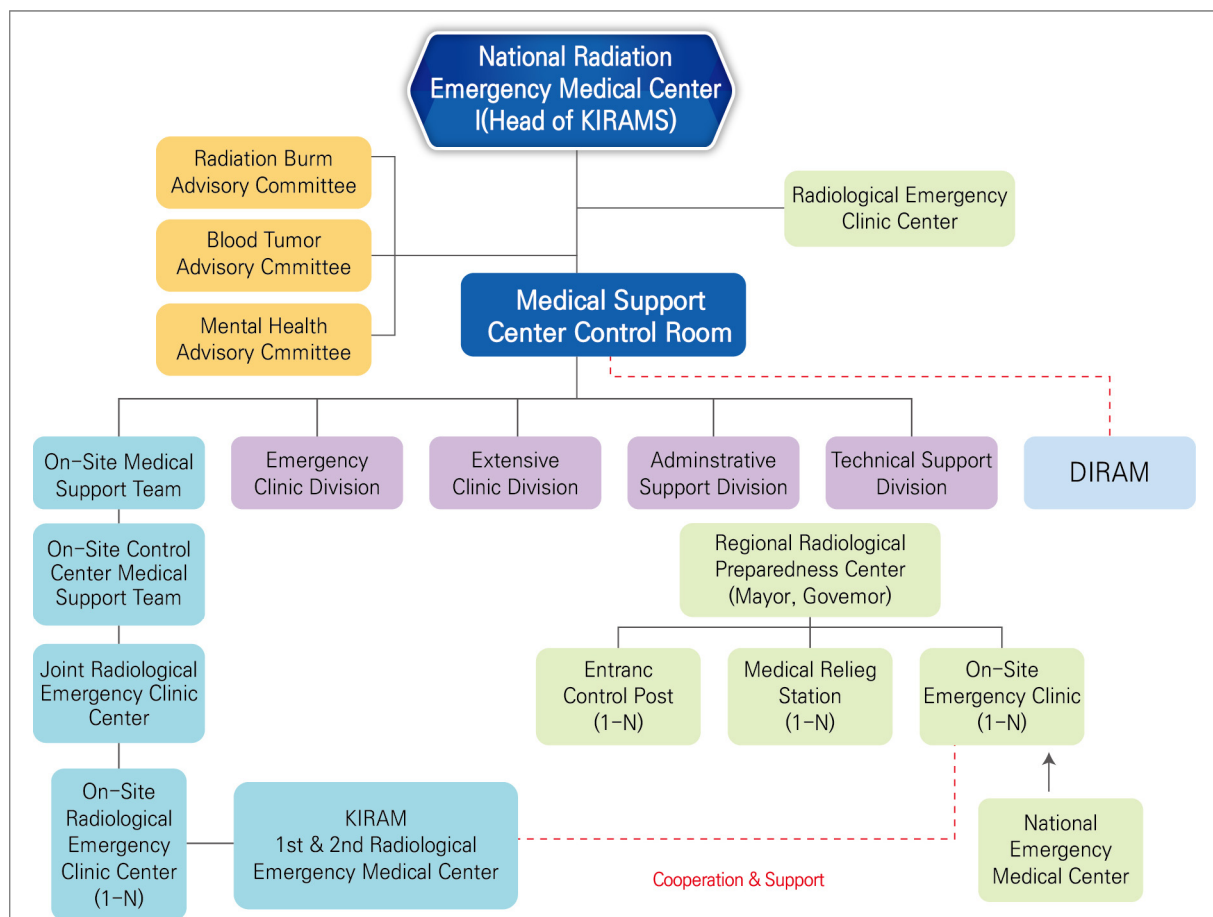 National Radiation
Emergency Medical Center
I(Head of KIRAMS)
Radiation Burm
Advisory Committee
Radiological Emergency
Clinic Center
Blood Tumor
Advisory Cmmittee
Medical Support
Center Control Room
Mental Health
Advisory Cmmittee
On-Site Medical
Support Team
Emergency
Clinic Division
Extensive
Clinic Division
Adminstrative
Support Division
Technical Support
Division
DIRAM
On-Site Control
Center Medical
Support Team
Regional Radiological
Preparedness Center
(Mayor, Govemor)
Joint Radiological
Emergency Clinic
Center
Entranc
Control Post
(1-N)
Medical Relieg
Station
(1-N)
On-Site
Emergency Clinic
(1-N)
On-Site
Radiological
Emergency
Clinic Center
(1-N)
KIRAM
1st & 2nd Radiological
Emergency Medical Center
National
Emergency
Medical Center
Cooperation & Support